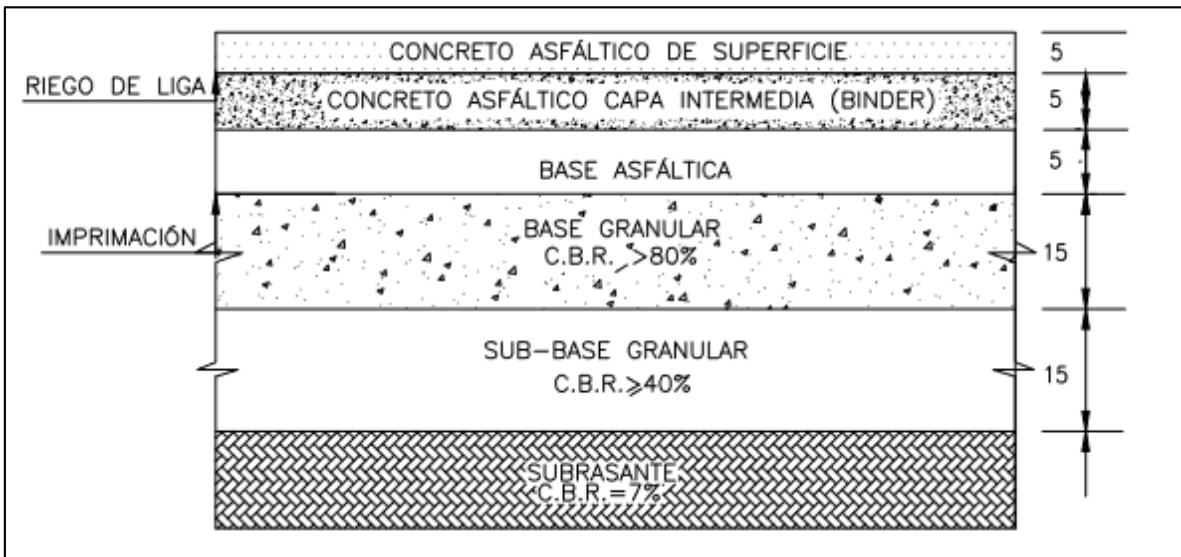 CONCRETO ASFÁLTICO DE SUPERFICIE
5
RIEGO DE LIGA
CONCRETO ASFÁLTICO CAPA INTERMEDIA (BINDER)
5
BASE ASFÁLTICA
5
IMPRIMACIÓN
BASE GRANULAR
C.B.R. >80%
15
SUB-BASE GRANULAR
C.B.R.⩾40%
15
SUBRASANTE
C.B.R.=7%